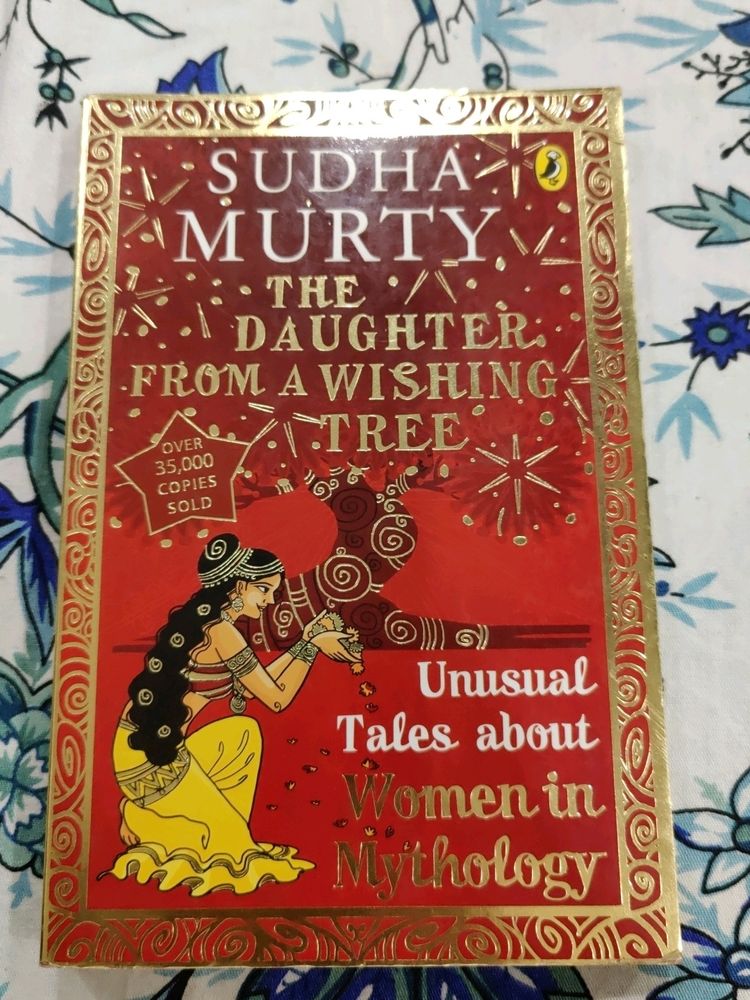 SUDHA
MURTY
THE
DAUGHTER
FROM A WISHING
TREE
OVER
35,000
COPIES
SOLD
Unusual
Tales about
Women in
Mythology